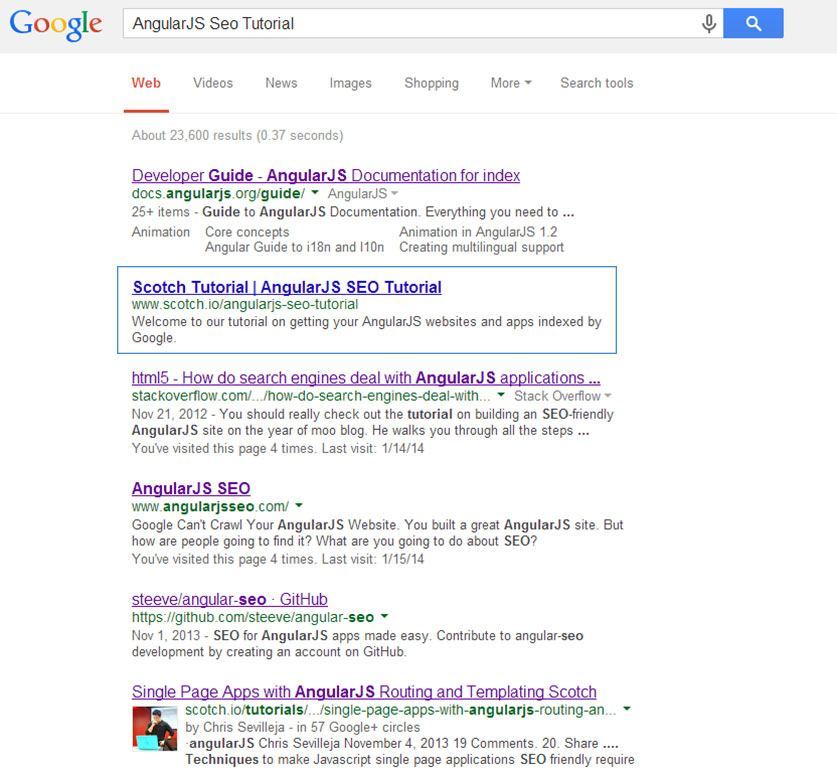 Google
AngularJS Seo Tutorial
Web Videos News Images Shopping More Search tools
About 23,600 results (0.37 seconds)
Developer Guide - AngularJS Documentation for index
docs.angularjs.org/guide/ AngularJS
25+ items - Guide to AngularJS Documentation. Everything you need to ...
Animation Core concepts Animation in AngularJS 1.2
Angular Guide to i18n and l10n Creating multilingual support
Scotch Tutorial | AngularJS SEO Tutorial
www.scotch.io/angularjs-seo-tutorial
Welcome to our tutorial on getting your AngularJS websites and apps indexed by
Google.
html5 - How do search engines deal with AngularJS applications ...
stackoverflow.com/.../how-do-search-engines-deal-with... Stack Overflow
Nov 21, 2012 - You should really check out the tutorial on building an SEO-friendly
AngularJS site on the year of moo blog. He walks you through all the steps ...
You've visited this page 4 times. Last visit: 1/14/14
AngularJS SEO
www.angularjsseo.com/
Google Can't Crawl Your AngularJS Website. You built a great AngularJS site. But
how are people going to find it? What are you going to do about SEO?
You've visited this page 4 times. Last visit: 1/15/14
steeve/angular-seo · GitHub
https://github.com/steeve/angular-seo
Nov 1, 2013 - SEO for AngularJS apps made easy. Contribute to angular-seo
development by creating an account on GitHub.
Single Page Apps with AngularJS Routing and Templating Scotch
scotch.io/tutorials/.../single-page-apps-with-angularjs-routing-an...
by Chris Sevilleja - in 57 Google+ circles
·angularJS Chris Sevilleja November 4, 2013 19 Comments. 20. Share ....
Techniques to make Javascript single page applications SEO friendly require